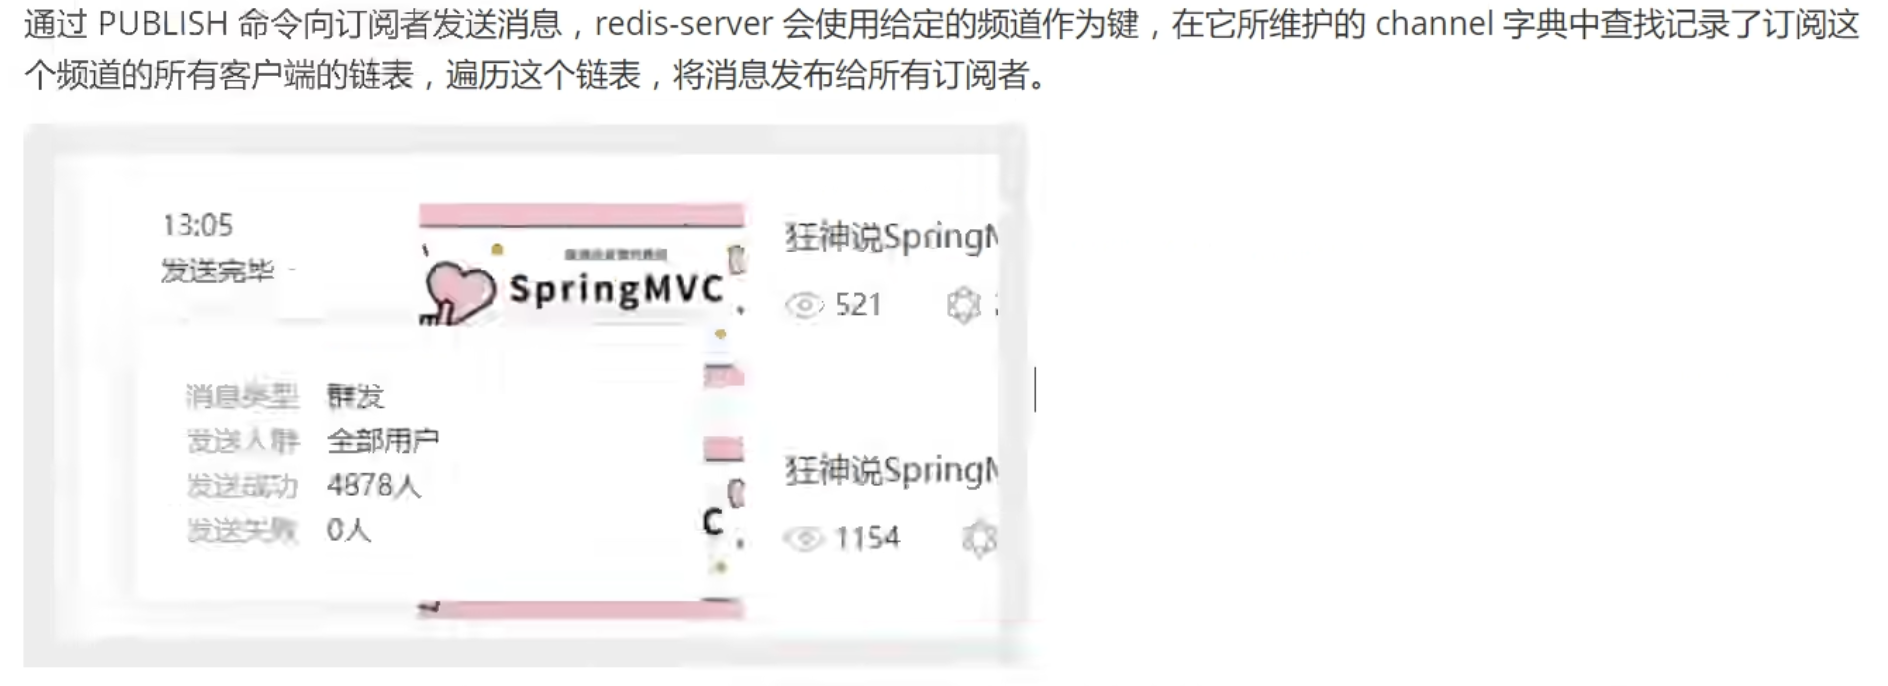 通过 PUBLISH 命令向订阅者发送消息，redis-server 会使用给定的频道作为键，在它所维护的 channel 字典中查找记录了订阅这
个频道的所有客户端的链表，遍历这个链表，将消息发布给所有订阅者。
13:05
发送完毕
SpringMVC
狂神说SpringM
521
消息类型 群发
发送人群 全部用户
发送成功 4878人
发送失败 0人
狂神说SpringM
C
1154